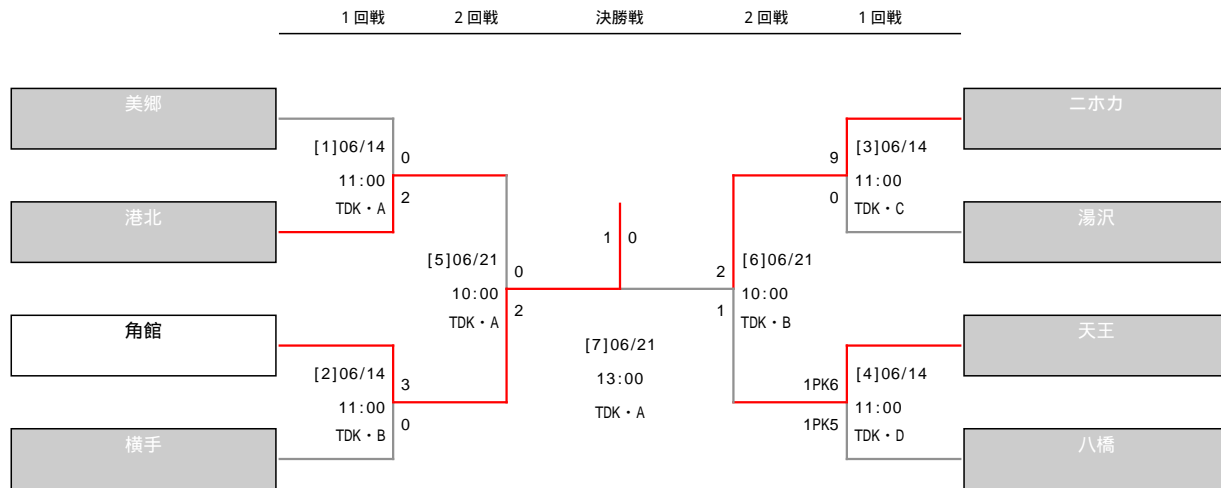 1回戦 2回戦 決勝戦 2回戦 1回戦
美郷
二ホカ
[1]06/14
0
11:00
2
TDK・A
9
[3]06/14
0
11:00
TDK・C
港北
湯沢
1 0
[5]06/21
0
10:00
2
TDK・A
2
[6]06/21
1
10:00
TDK・B
角館
天王
[7]06/21
13:00
TDK・A
[2]06/14
3
11:00
0
TDK・B
1PK6
[4]06/14
1PK5
11:00
TDK・D
横手
八橋